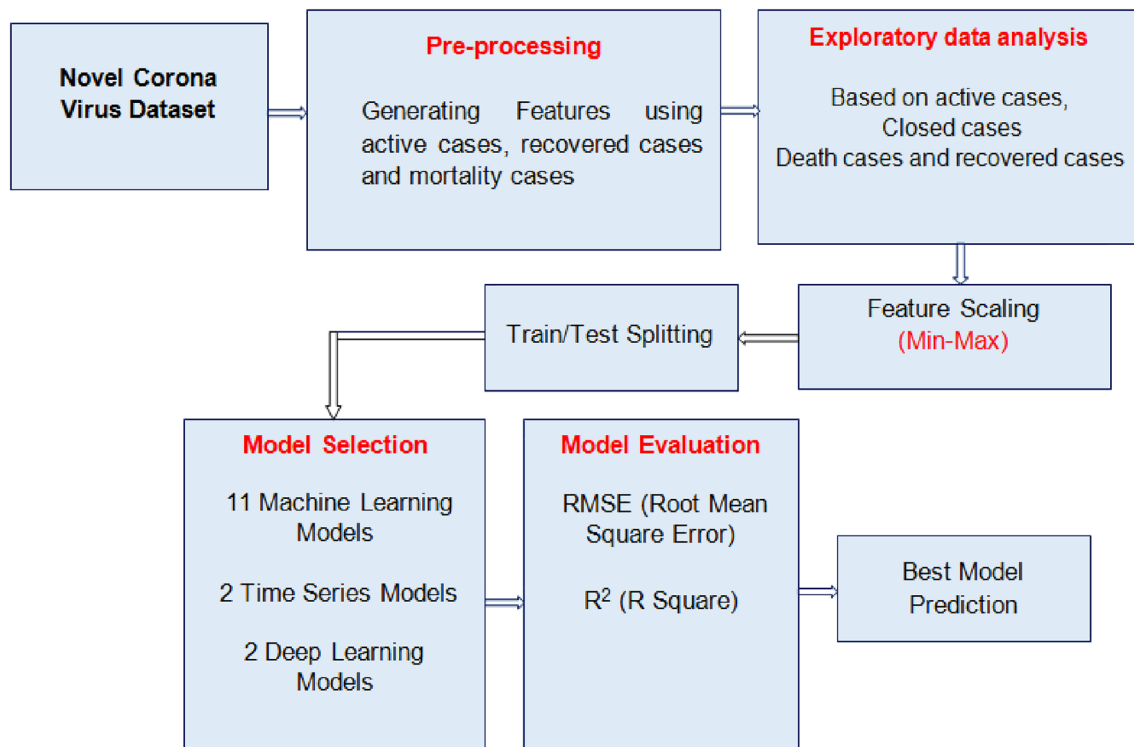 Novel Corona
Virus Dataset
Pre-processing
Generating Features using
active cases, recovered cases
and mortality cases
Exploratory data analysis
Based on active cases,
Closed cases
Death cases and recovered cases
Feature Scaling
(Min-Max)
Train/Test Splitting
Model Selection
11 Machine Learning
Models
2 Time Series Models
2 Deep Learning
Models
Model Evaluation
RMSE (Root Mean
Square Error)
R² (R Square)
Best Model
Prediction